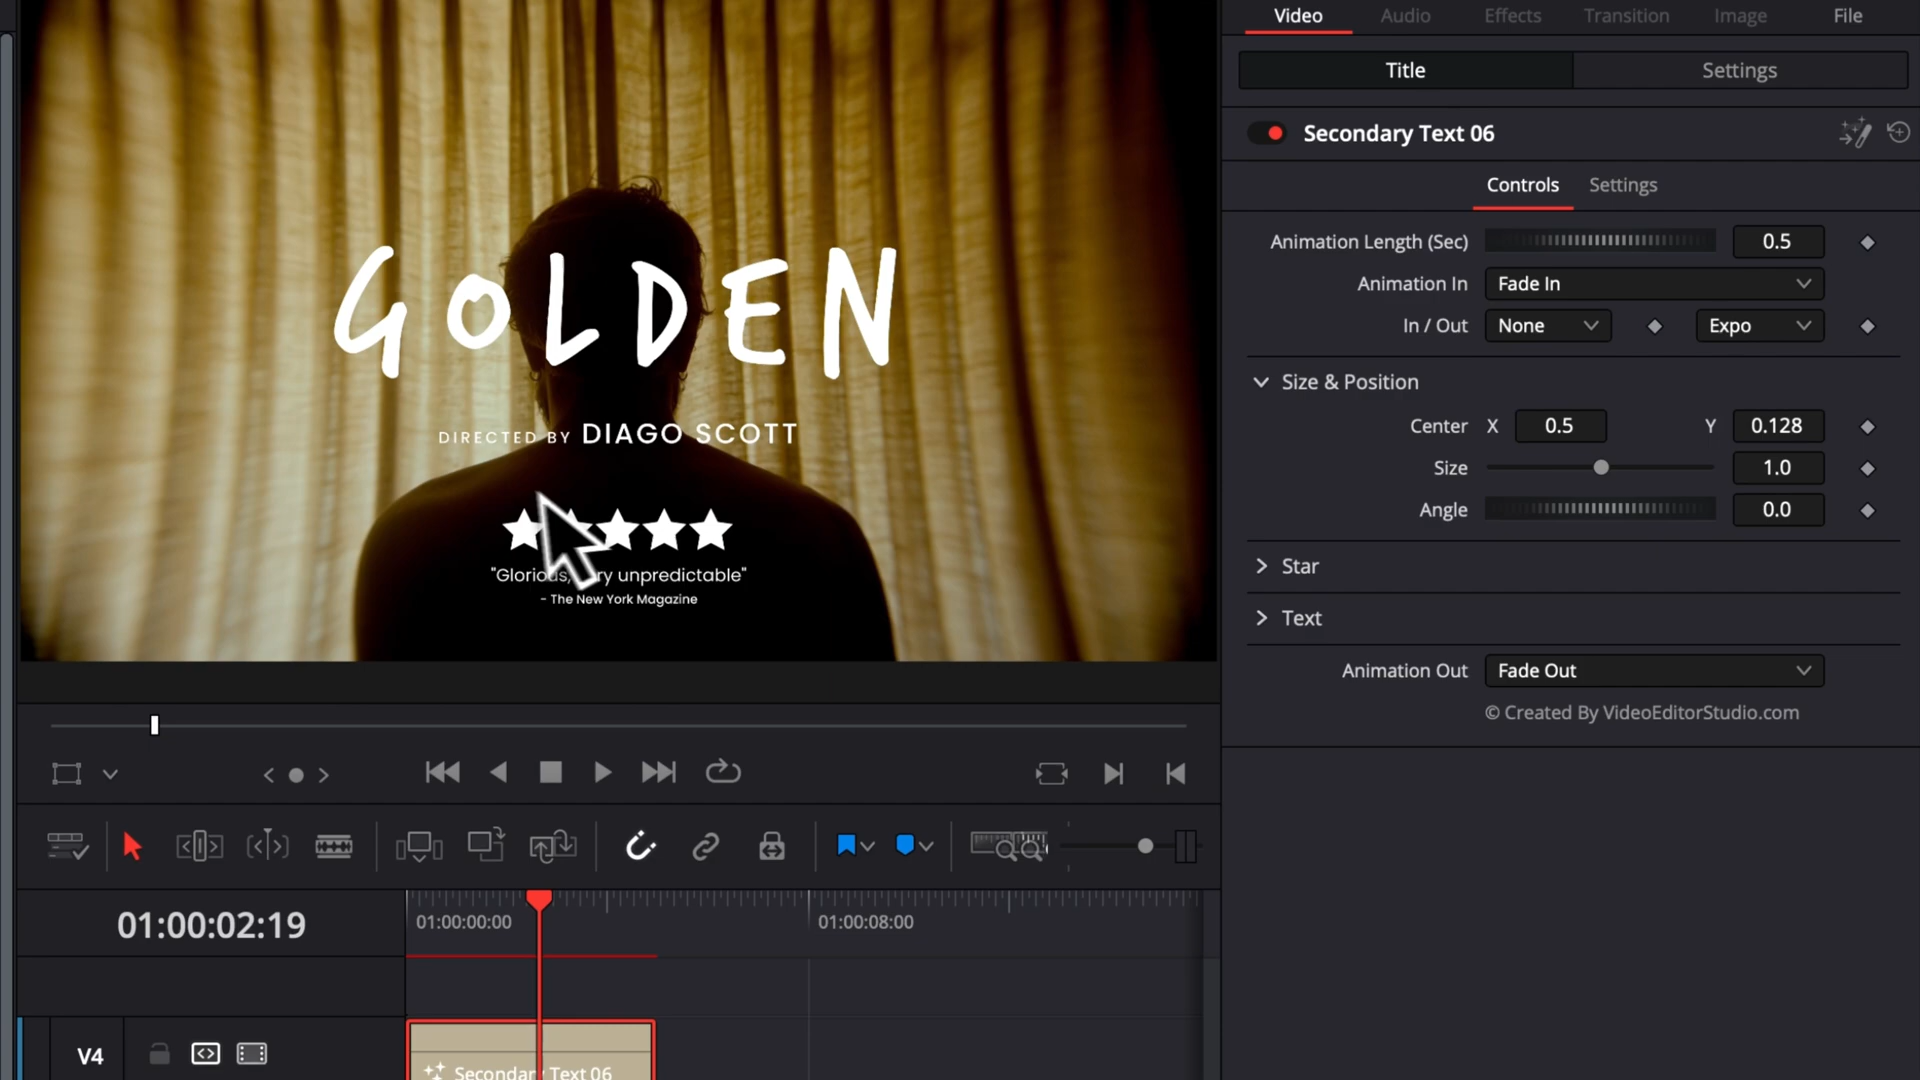 Video Audio Effects Transition Image File
Title Settings
Secondary Text 06
Controls Settings
Animation Length (Sec) 0.5
Animation In Fade In
In / Out None Expo
Size & Position
Center X 0.5 Y 0.128
Size 1.0
Angle 0.0
Star
Text
Animation Out Fade Out
© Created By VideoEditorStudio.com
GOLDEN
DIRECTED BY DIAGO SCOTT
unpredictable"
- The New York Magazine
01:00:02:19
01:00:00:00
01:00:08:00
V4
Secondary Text 06